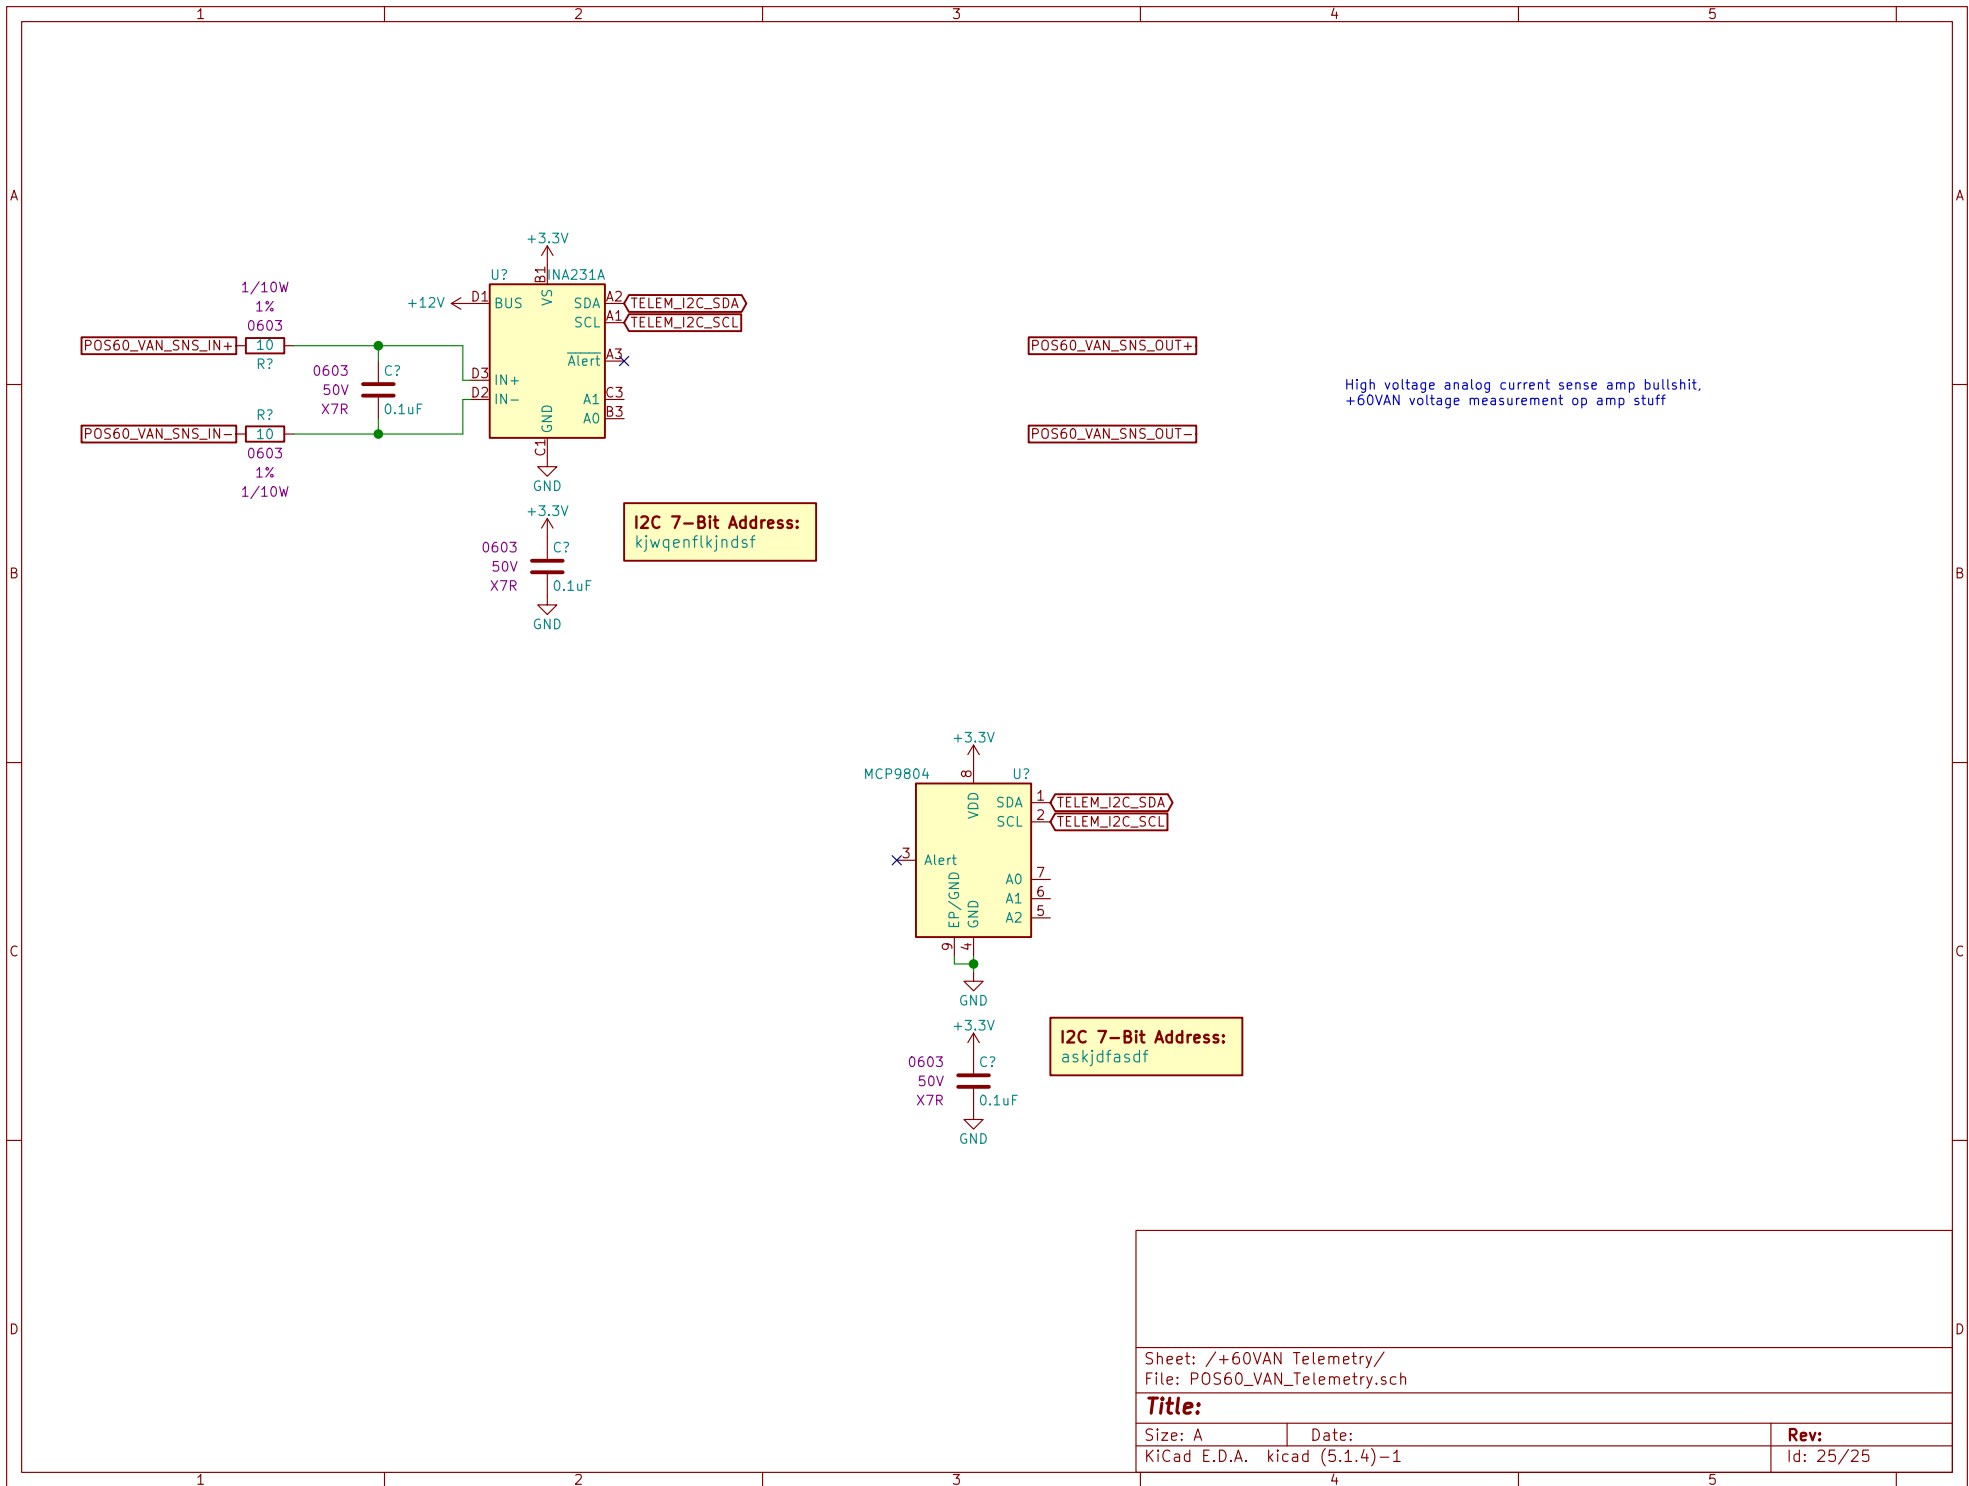 1 2 3 4 5
A A
B B
C C
D D
+3.3V
U? INA231A
B1
VS
+12V
D1 BUS
SDA A2 TELEM_I2C_SDA
SCL A1 TELEM_I2C_SCL
Alert A3
D3 IN+
D2 IN-
A1 C3
A0 B3
GND
C1
GND
1/10W
1%
0603
POS60_VAN_SNS_IN+ 10
R?
0603 C?
50V
X7R 0.1uF
R?
POS60_VAN_SNS_IN- 10
0603
1%
1/10W
+3.3V
0603 C?
50V
X7R 0.1uF
GND
I2C 7-Bit Address:
kjwqenflkjndsf
POS60_VAN_SNS_OUT+
POS60_VAN_SNS_OUT-
High voltage analog current sense amp bullshit,
+60VAN voltage measurement op amp stuff
+3.3V
MCP9804 U?
8
VDD
SDA 1 TELEM_I2C_SDA
SCL 2 TELEM_I2C_SCL
3 Alert
A0 7
A1 6
A2 5
EP/GND
GND
9 4
GND
+3.3V
0603 C?
50V
X7R 0.1uF
GND
I2C 7-Bit Address:
askjdfasdf
Sheet: /+60VAN Telemetry/
File: POS60_VAN_Telemetry.sch
Title:
Size: A Date: Rev:
KiCad E.D.A. kicad (5.1.4)-1 Id: 25/25
1 2 3 4 5